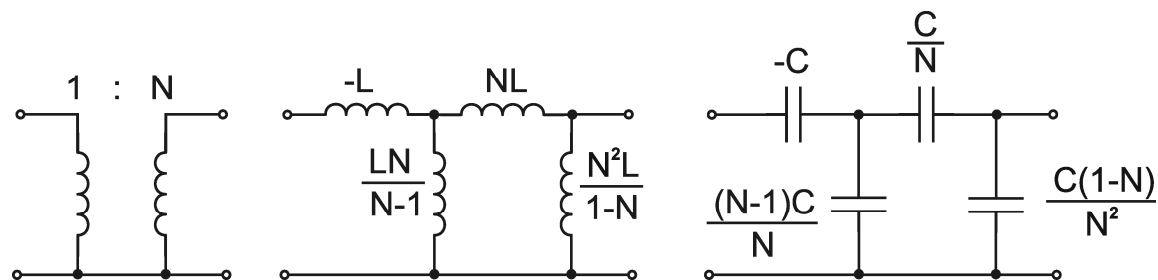 1 : N
-L
NL
LN
N-1
N²L
1-N
-C
C
N
(N-1)C
N
C(1-N)
N²